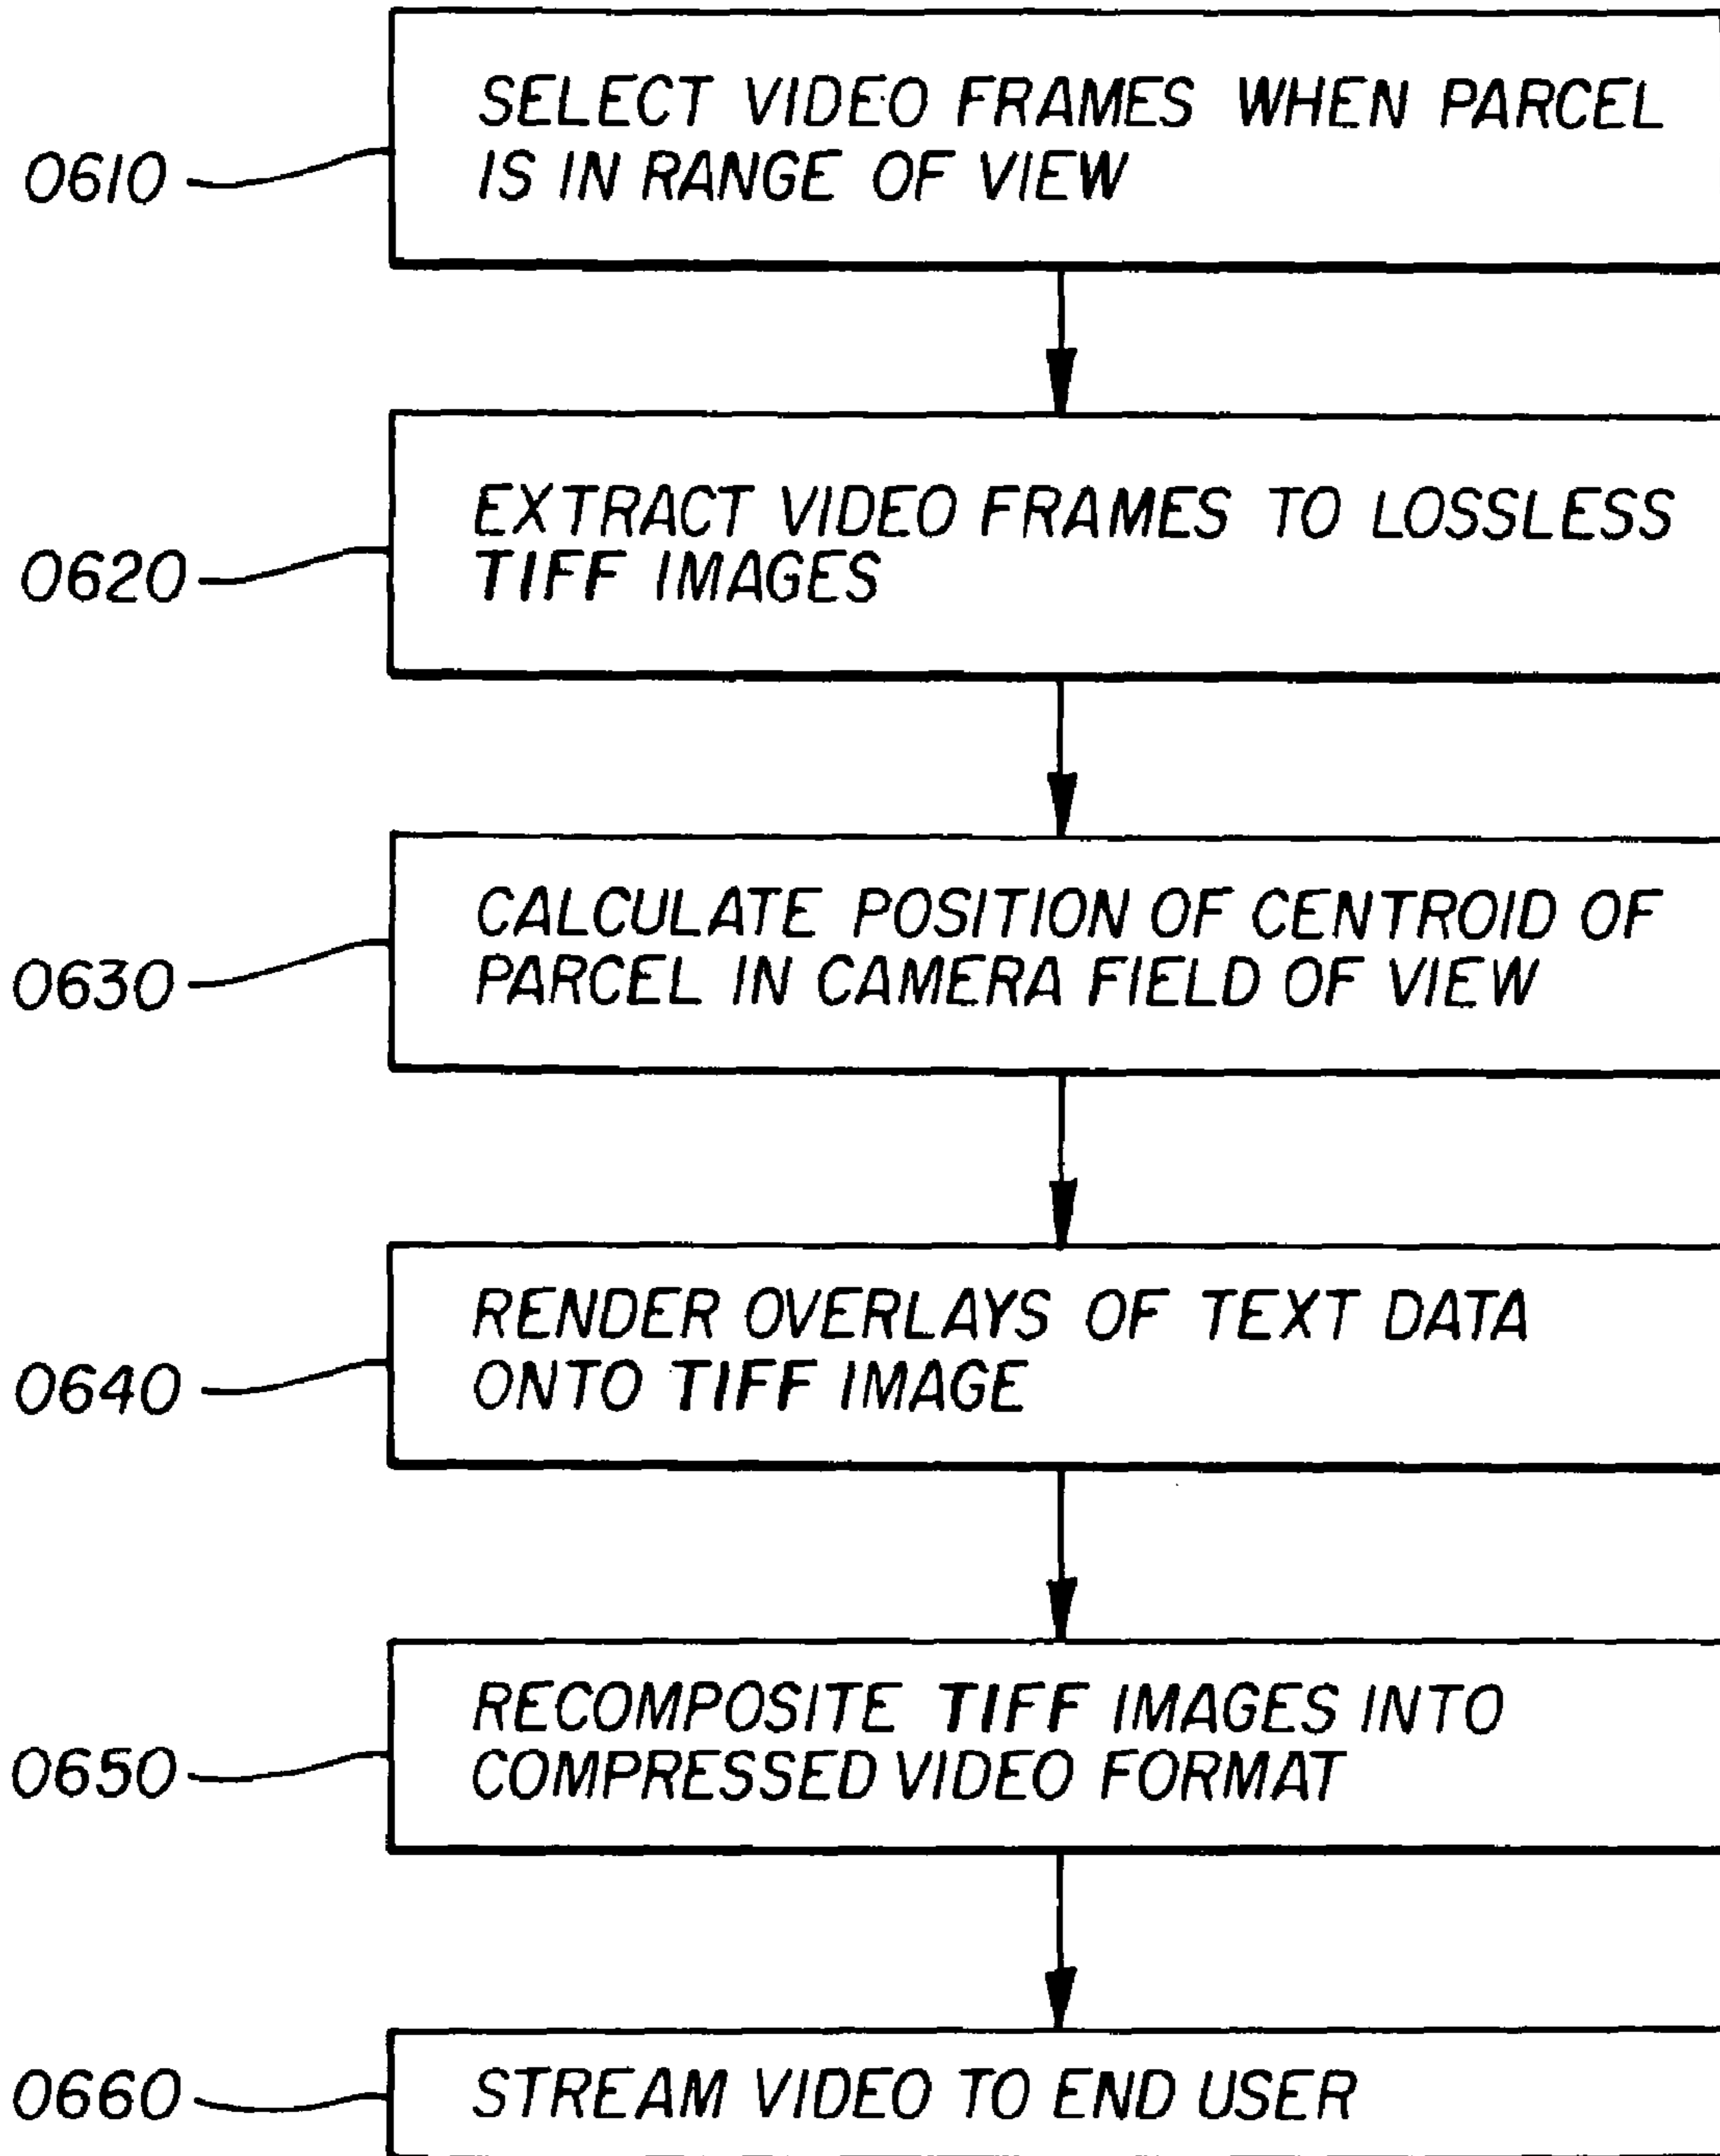 SELECT VIDEO FRAMES WHEN PARCEL
IS IN RANGE OF VIEW
0610
EXTRACT VIDEO FRAMES TO LOSSLESS
TIFF IMAGES
0620
CALCULATE POSITION OF CENTROID OF
PARCEL IN CAMERA FIELD OF VIEW
0630
RENDER OVERLAYS OF TEXT DATA
ONTO TIFF IMAGE
0640
RECOMPOSITE TIFF IMAGES INTO
COMPRESSED VIDEO FORMAT
0650
STREAM VIDEO TO END USER
0660